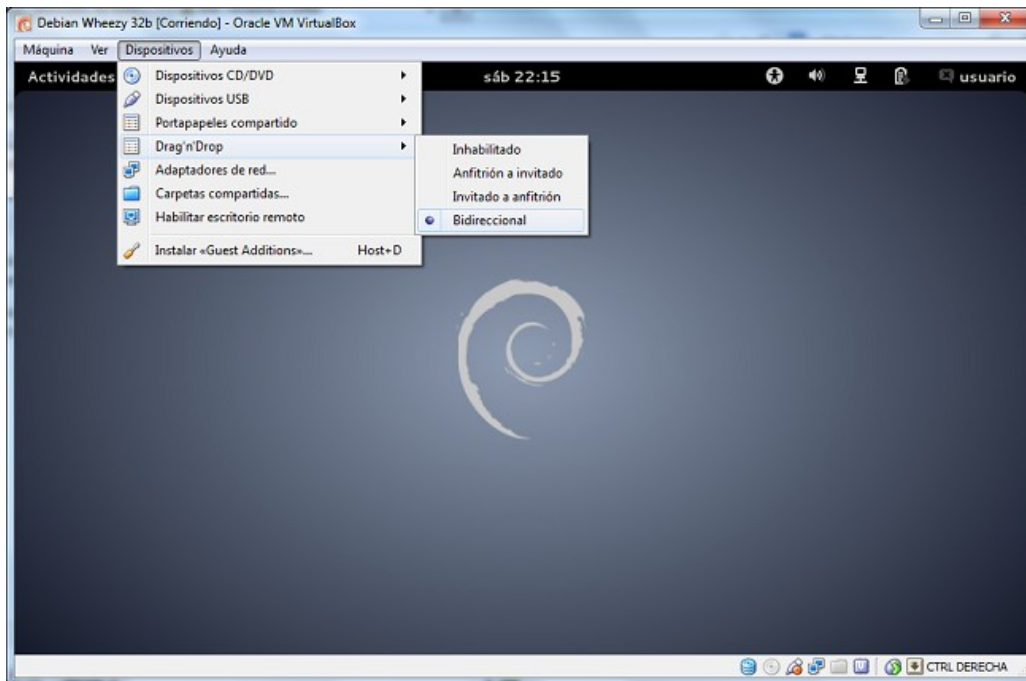 Debian Wheezy 32b [Corriendo] - Oracle VM VirtualBox
Máquina Ver Dispositivos Ayuda
Actividades sáb 22:15 usuario
Dispositivos CD/DVD
Dispositivos USB
Portapapeles compartido
Drag'n'Drop
Adaptadores de red...
Carpetas compartidas...
Habilitar escritorio remoto
Instalar «Guest Additions»... Host+D
Inhabilitado
Anfitrión a invitado
Invitado a anfitrión
Bidireccional
CTRL DERECHA